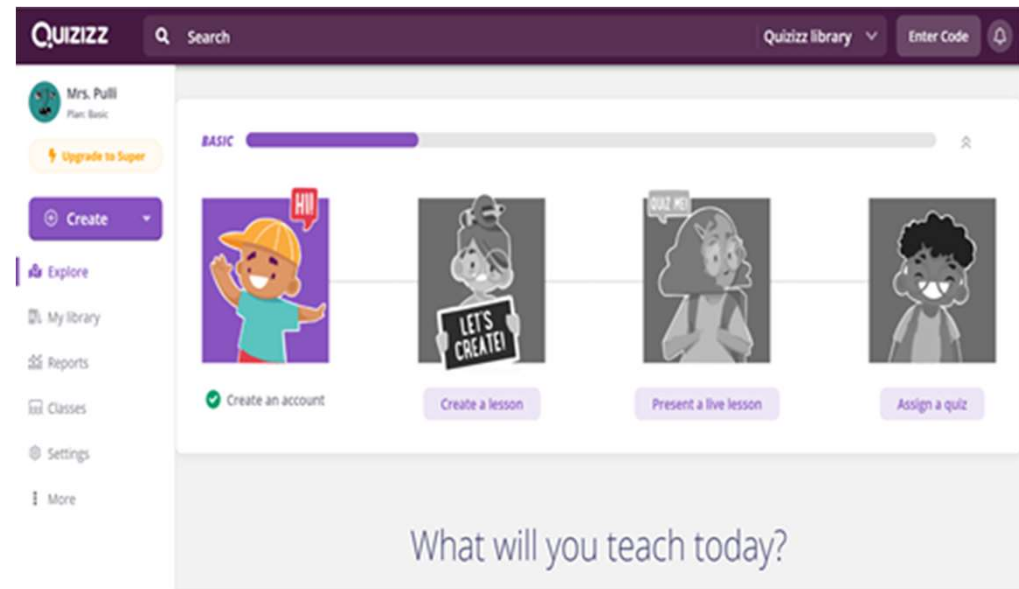 QUIZIZZ
Search
Quizizz library
Enter Code
Mrs. Pulli
Plan: Basic
Upgrade to Super
Create
Explore
My library
Reports
Classes
Settings
More
BASIC
HI!
LET'S
CREATE!
QUIZ ME!
Create an account
Create a lesson
Present a live lesson
Assign a quiz
What will you teach today?